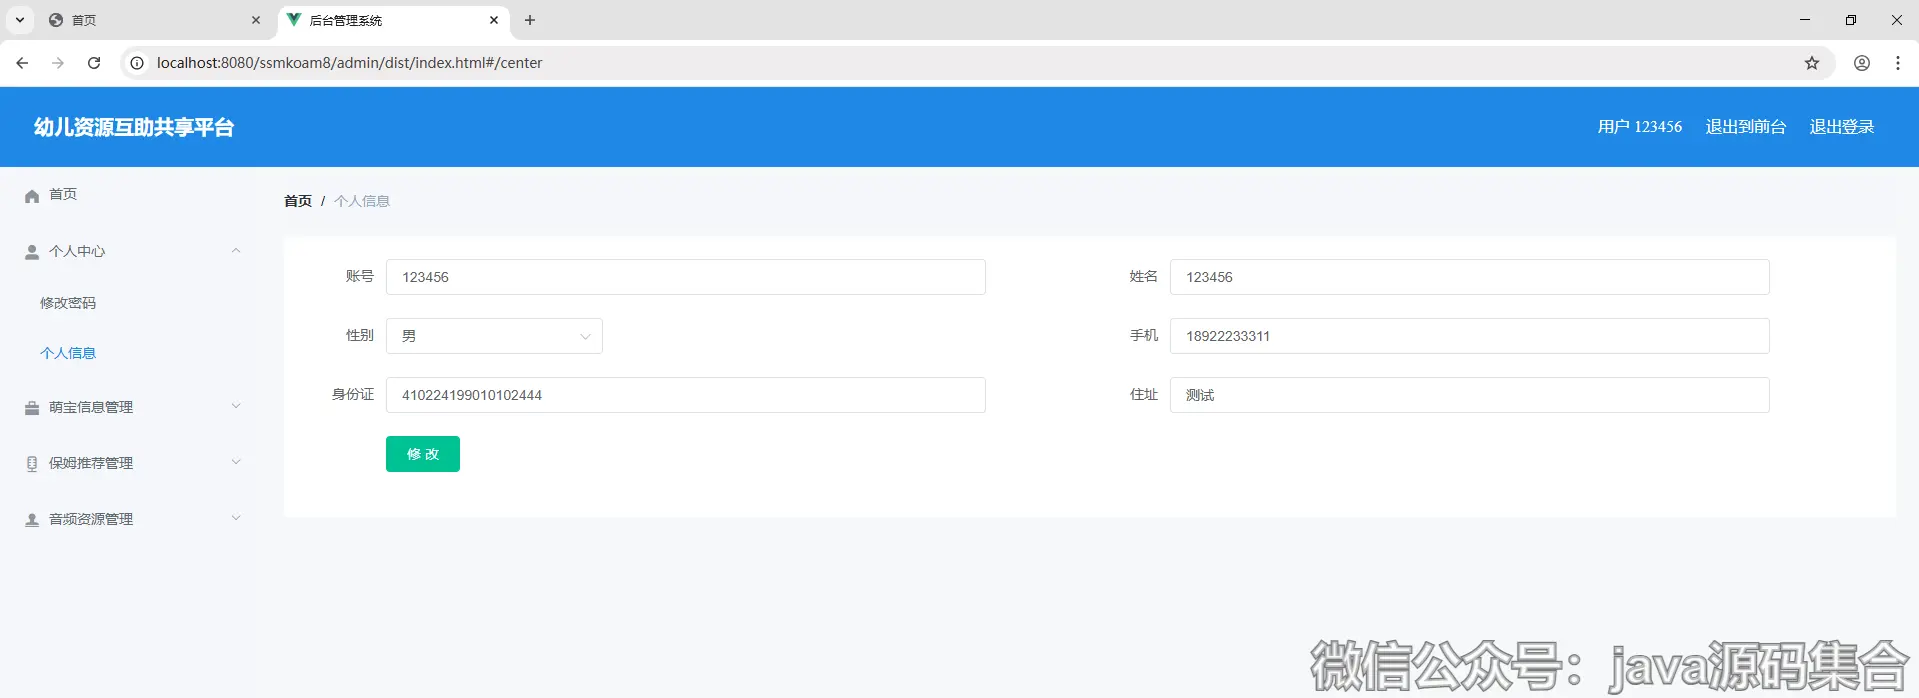 首页
后台管理系统
localhost:8080/ssmkoam8/admin/dist/index.html#/center
幼儿资源互助共享平台
用户 123456 退出到前台 退出登录
首页
首页 / 个人信息
个人中心
账号 123456 姓名 123456
修改密码
性别 男 手机 18922233311
个人信息
身份证 410224199010102444 住址 测试
萌宝信息管理
修 改
保姆推荐管理
音频资源管理
微信公众号：java源码集合